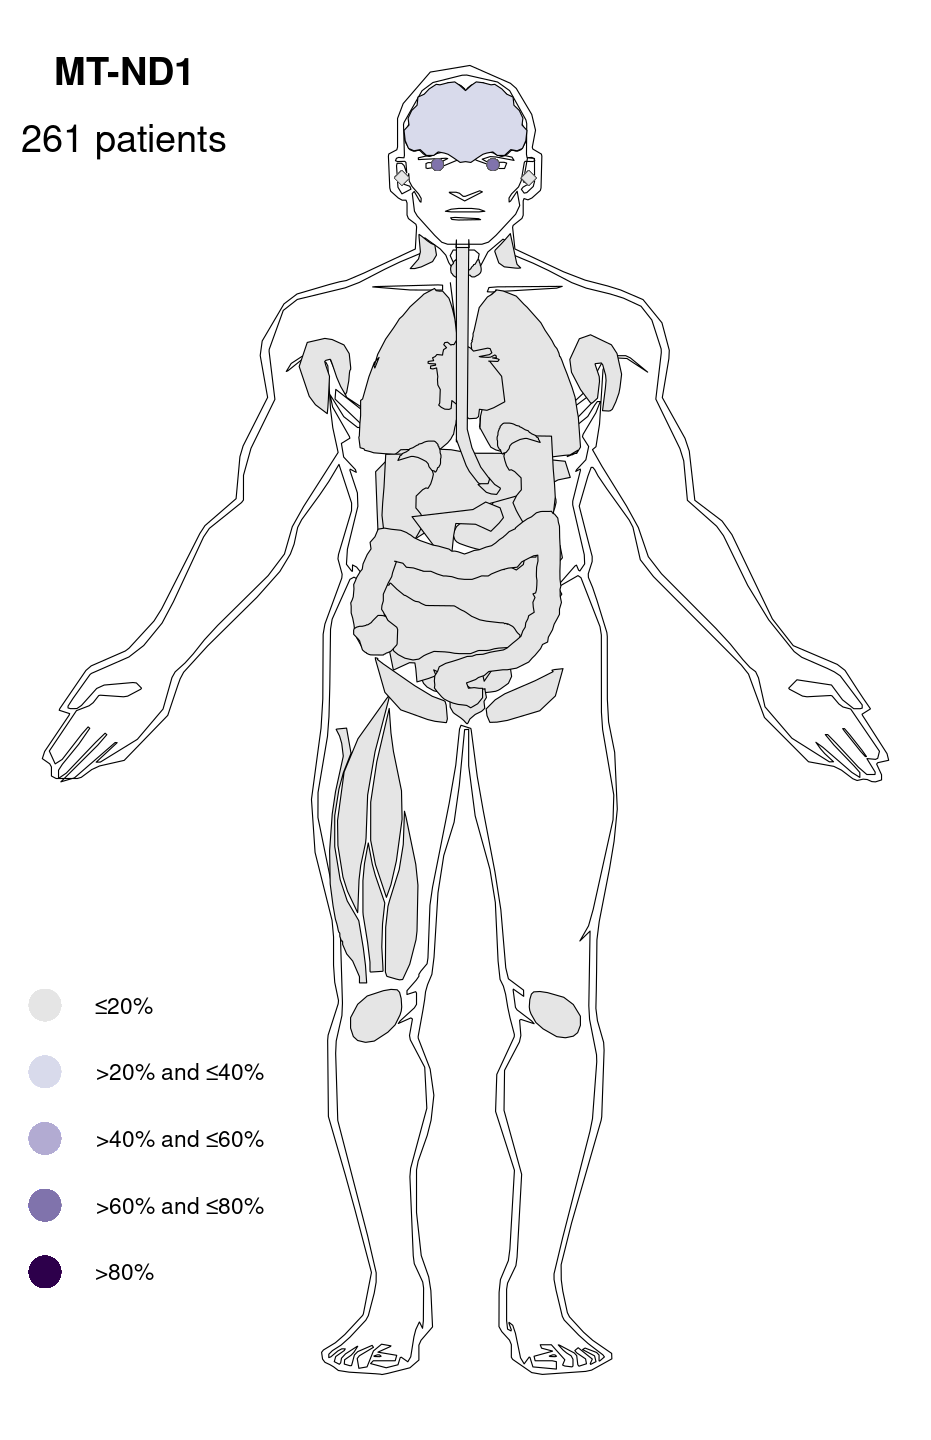 MT-ND1
261 patients
≤20%
>20% and ≤40%
>40% and ≤60%
>60% and ≤80%
>80%